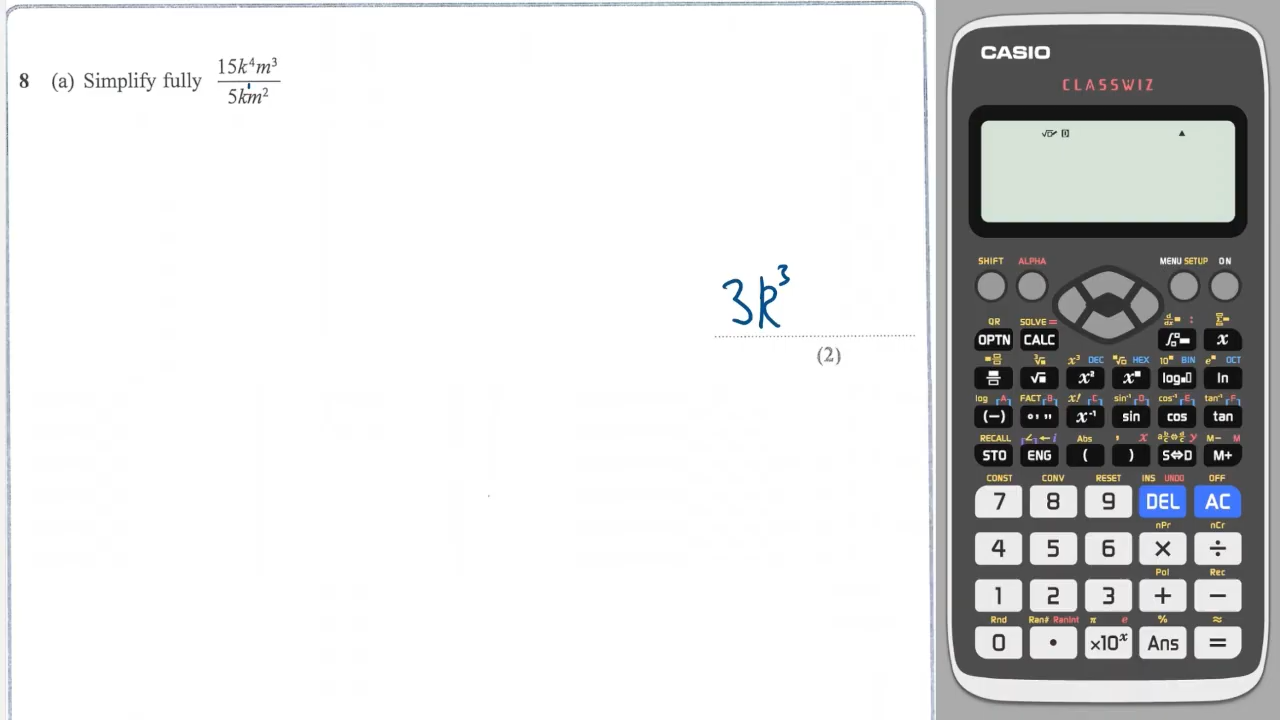 8 (a) Simplify fully 15k⁴m³ / 5k¹m²
3k³
(2)
CASIO
CLASSWIZ
SHIFT ALPHA MENU SETUP ON
QR SOLVE = d/dx : Σ
OPTN CALC ∫ x
³√ x³ DEC √ HEX 10 BIN e OCT
√ x² x log ln
log A FACT B x! C sin⁻¹ D cos⁻¹ E tan⁻¹ F
(−) ° ' " x⁻¹ sin cos tan
RECALL ∠ ← i Abs , x a b/c ⇔ d/c y M− M
STO ENG ( ) S⇔D M+
CONST CONV RESET INS UNDO OFF
7 8 9 DEL AC
nPr nCr
4 5 6 × ÷
Pol Rec
1 2 3 + −
Rnd Ran# RanInt π e % ≈
0 • ×10ˣ Ans =